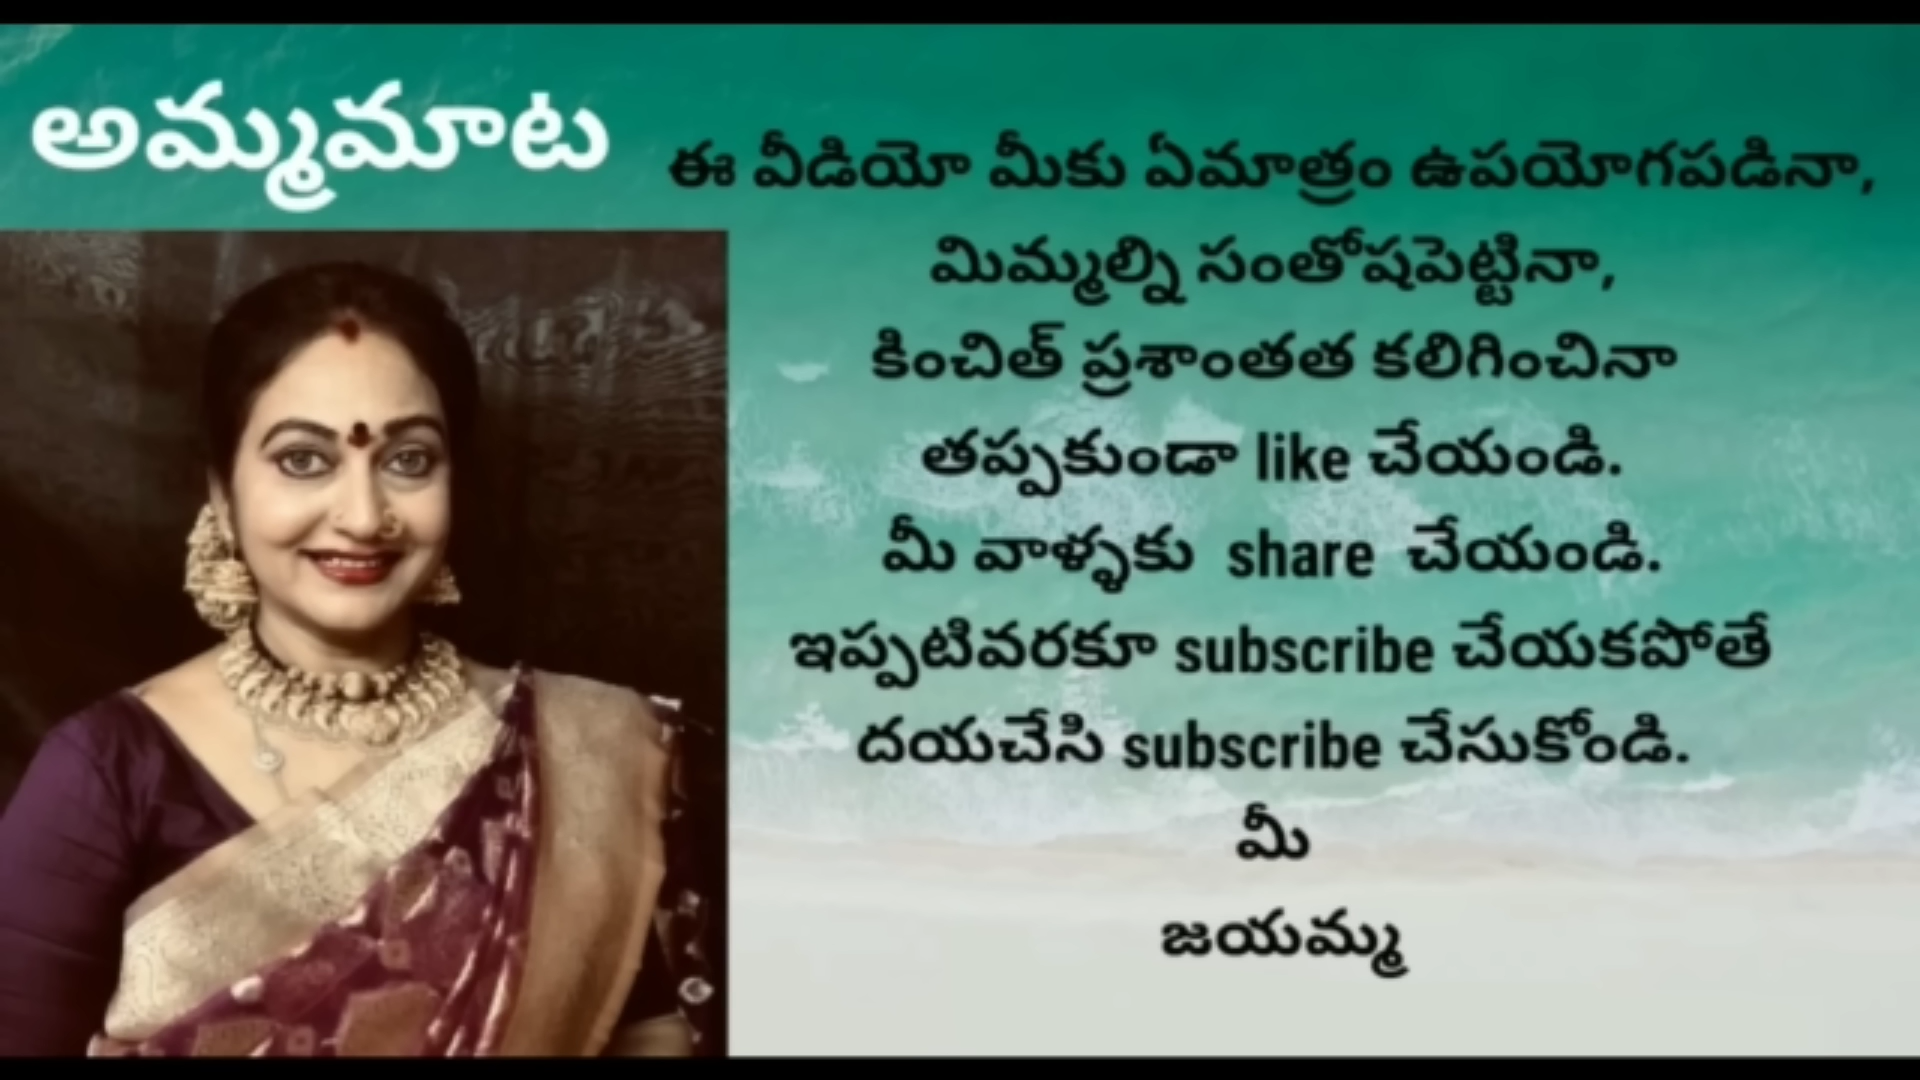 అమ్మమాట
ఈ వీడియో మీకు ఏమాత్రం ఉపయోగపడినా,
మిమ్మల్ని సంతోషపెట్టినా,
కించిత్ ప్రశాంతత కలిగించినా
తప్పకుండా like చేయండి.
మీ వాళ్ళకు share చేయండి.
ఇప్పటివరకూ subscribe చేయకపోతే
దయచేసి subscribe చేసుకోండి.
మీ
జయమ్మ